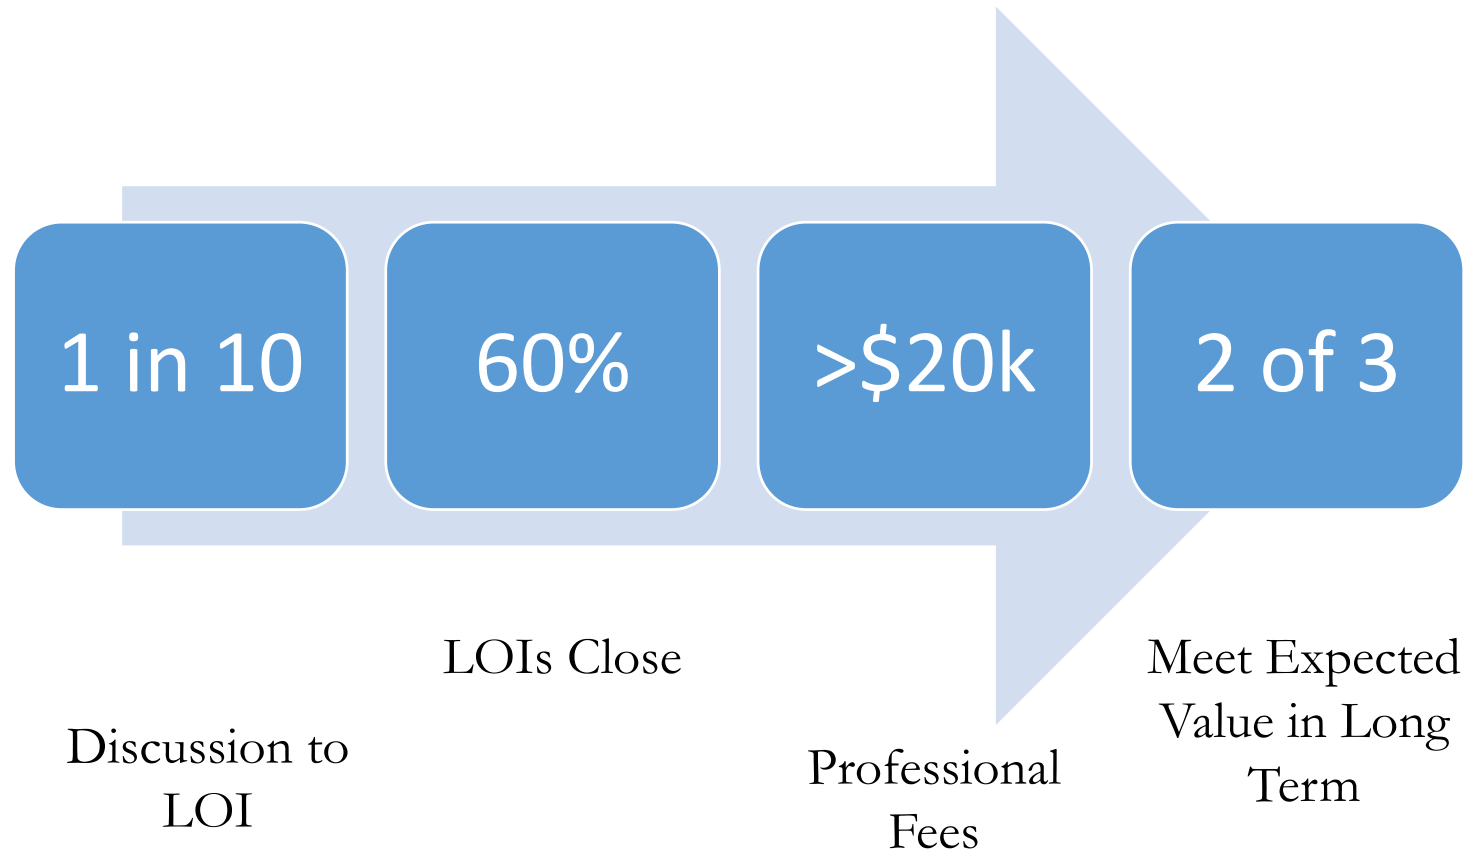 1 in 10
60%
>$20k
2 of 3
Discussion to
LOI
LOIs Close
Professional
Fees
Meet Expected
Value in Long
Term